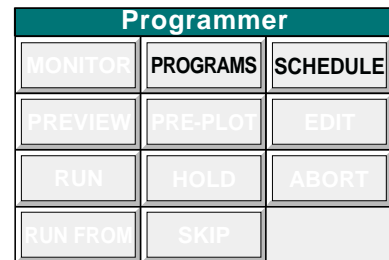 Programmer
MONITOR PROGRAMS SCHEDULE
PREVIEW PRE-PLOT EDIT
RUN HOLD ABORT
RUN FROM SKIP